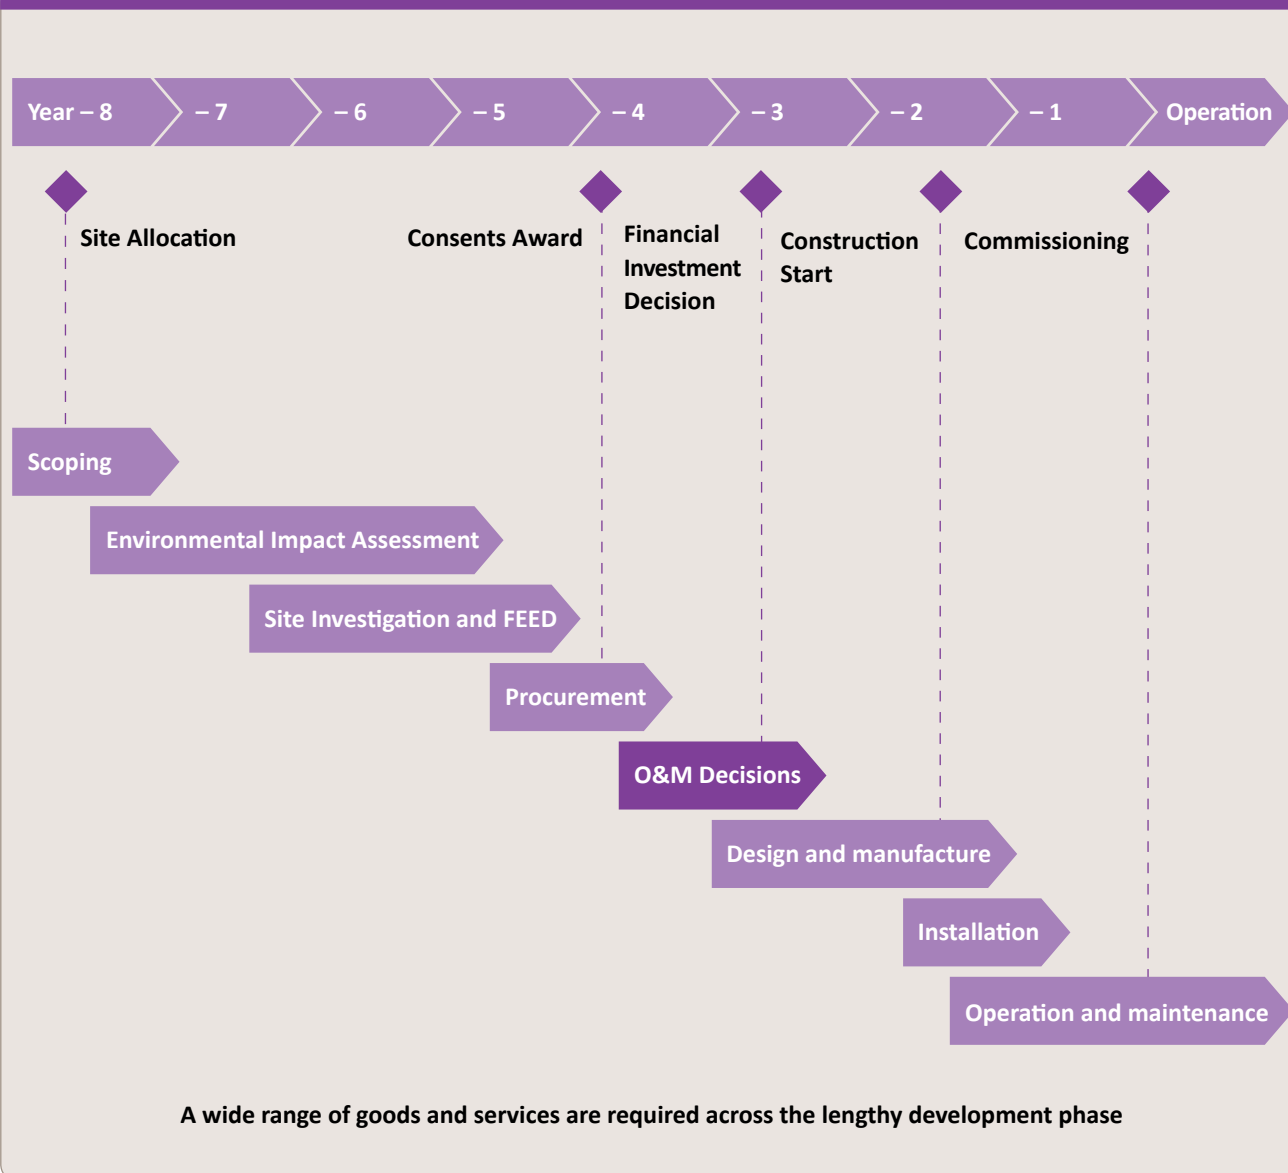 Year – 8
– 7
– 6
– 5
– 4
– 3
– 2
– 1
Operation
Site Allocation
Consents Award
Financial
Investment
Decision
Construction
Start
Commissioning
Scoping
Environmental Impact Assessment
Site Investigation and FEED
Procurement
O&M Decisions
Design and manufacture
Installation
Operation and maintenance
A wide range of goods and services are required across the lengthy development phase